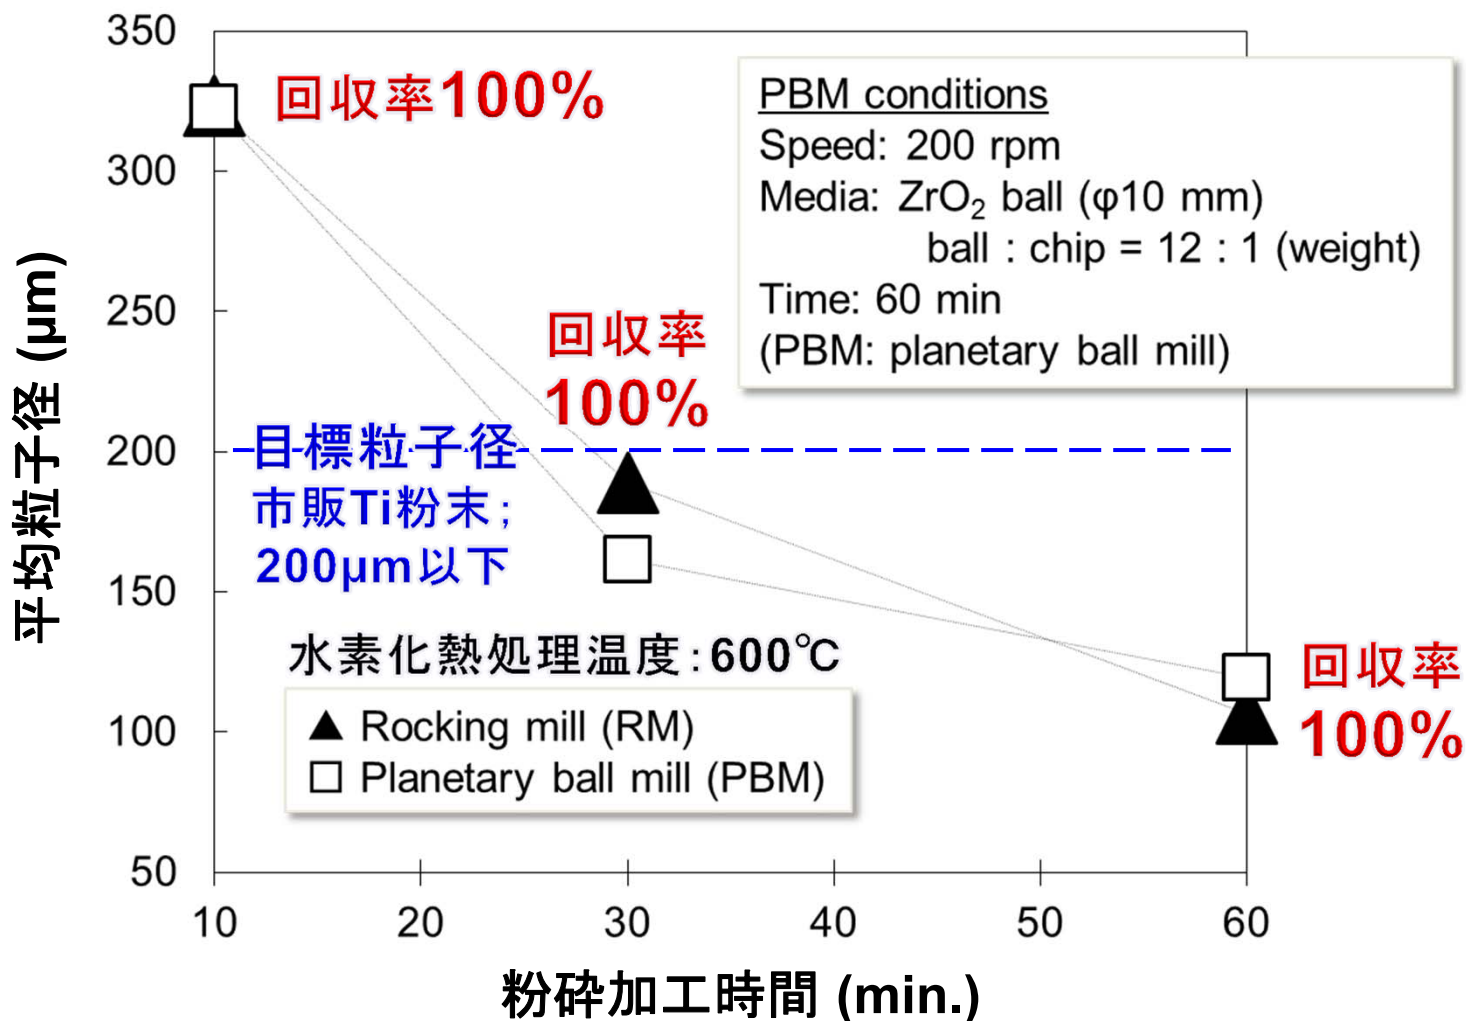 350
300
250
200
150
100
50
平均粒子径 (μm)
回収率100%
PBM conditions
Speed: 200 rpm
Media: ZrO₂ ball (φ10 mm)
ball : chip = 12 : 1 (weight)
Time: 60 min
(PBM: planetary ball mill)
回収率
100%
目標粒子径
市販Ti粉末;
200μm以下
水素化熱処理温度:600℃
▲ Rocking mill (RM)
□ Planetary ball mill (PBM)
回収率
100%
10 20 30 40 50 60
粉砕加工時間 (min.)